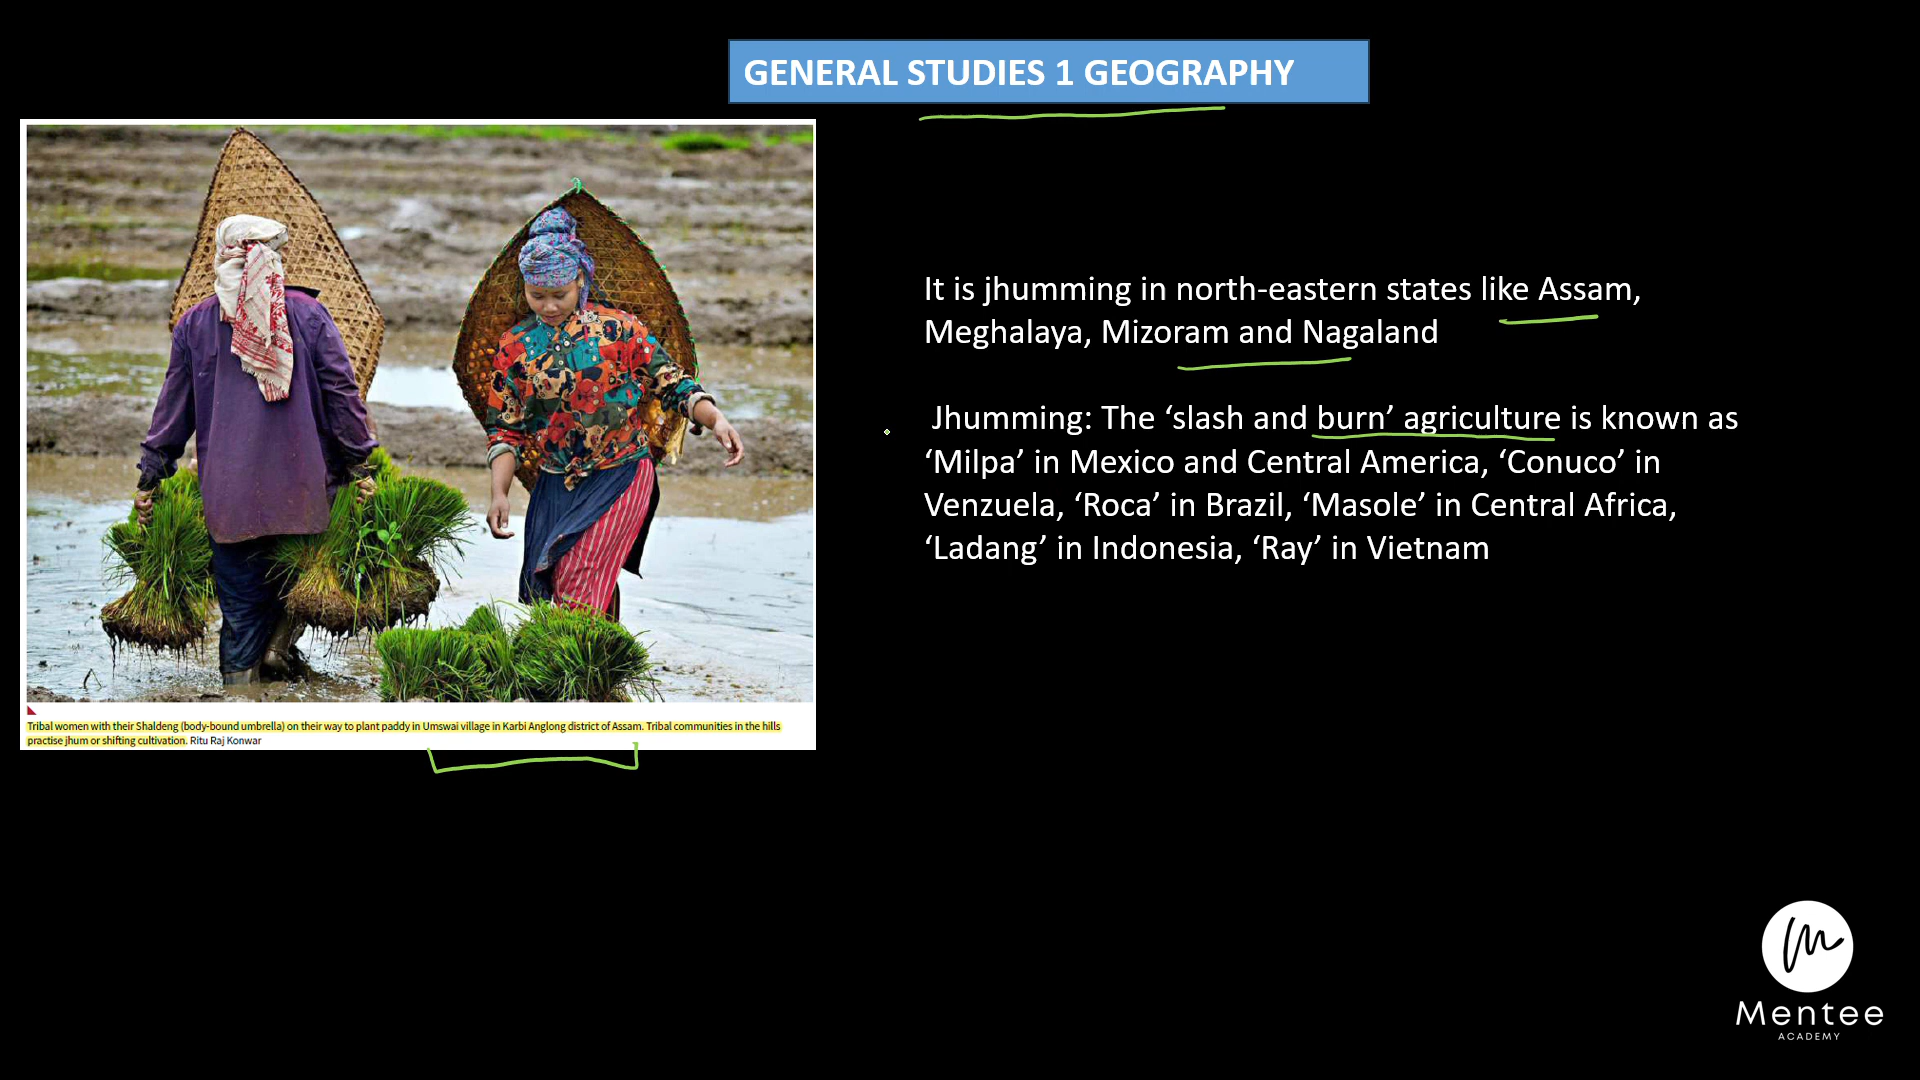 GENERAL STUDIES 1 GEOGRAPHY
It is jhumming in north-eastern states like Assam,
Meghalaya, Mizoram and Nagaland
Jhumming: The ‘slash and burn’ agriculture is known as
‘Milpa’ in Mexico and Central America, ‘Conuco’ in
Venzuela, ‘Roca’ in Brazil, ‘Masole’ in Central Africa,
‘Ladang’ in Indonesia, ‘Ray’ in Vietnam
Tribal women with their Shaldeng (body-bound umbrella) on their way to plant paddy in Umswai village in Karbi Anglong district of Assam. Tribal communities in the hills
practise jhum or shifting cultivation. Ritu Raj Konwar
Mentee
ACADEMY